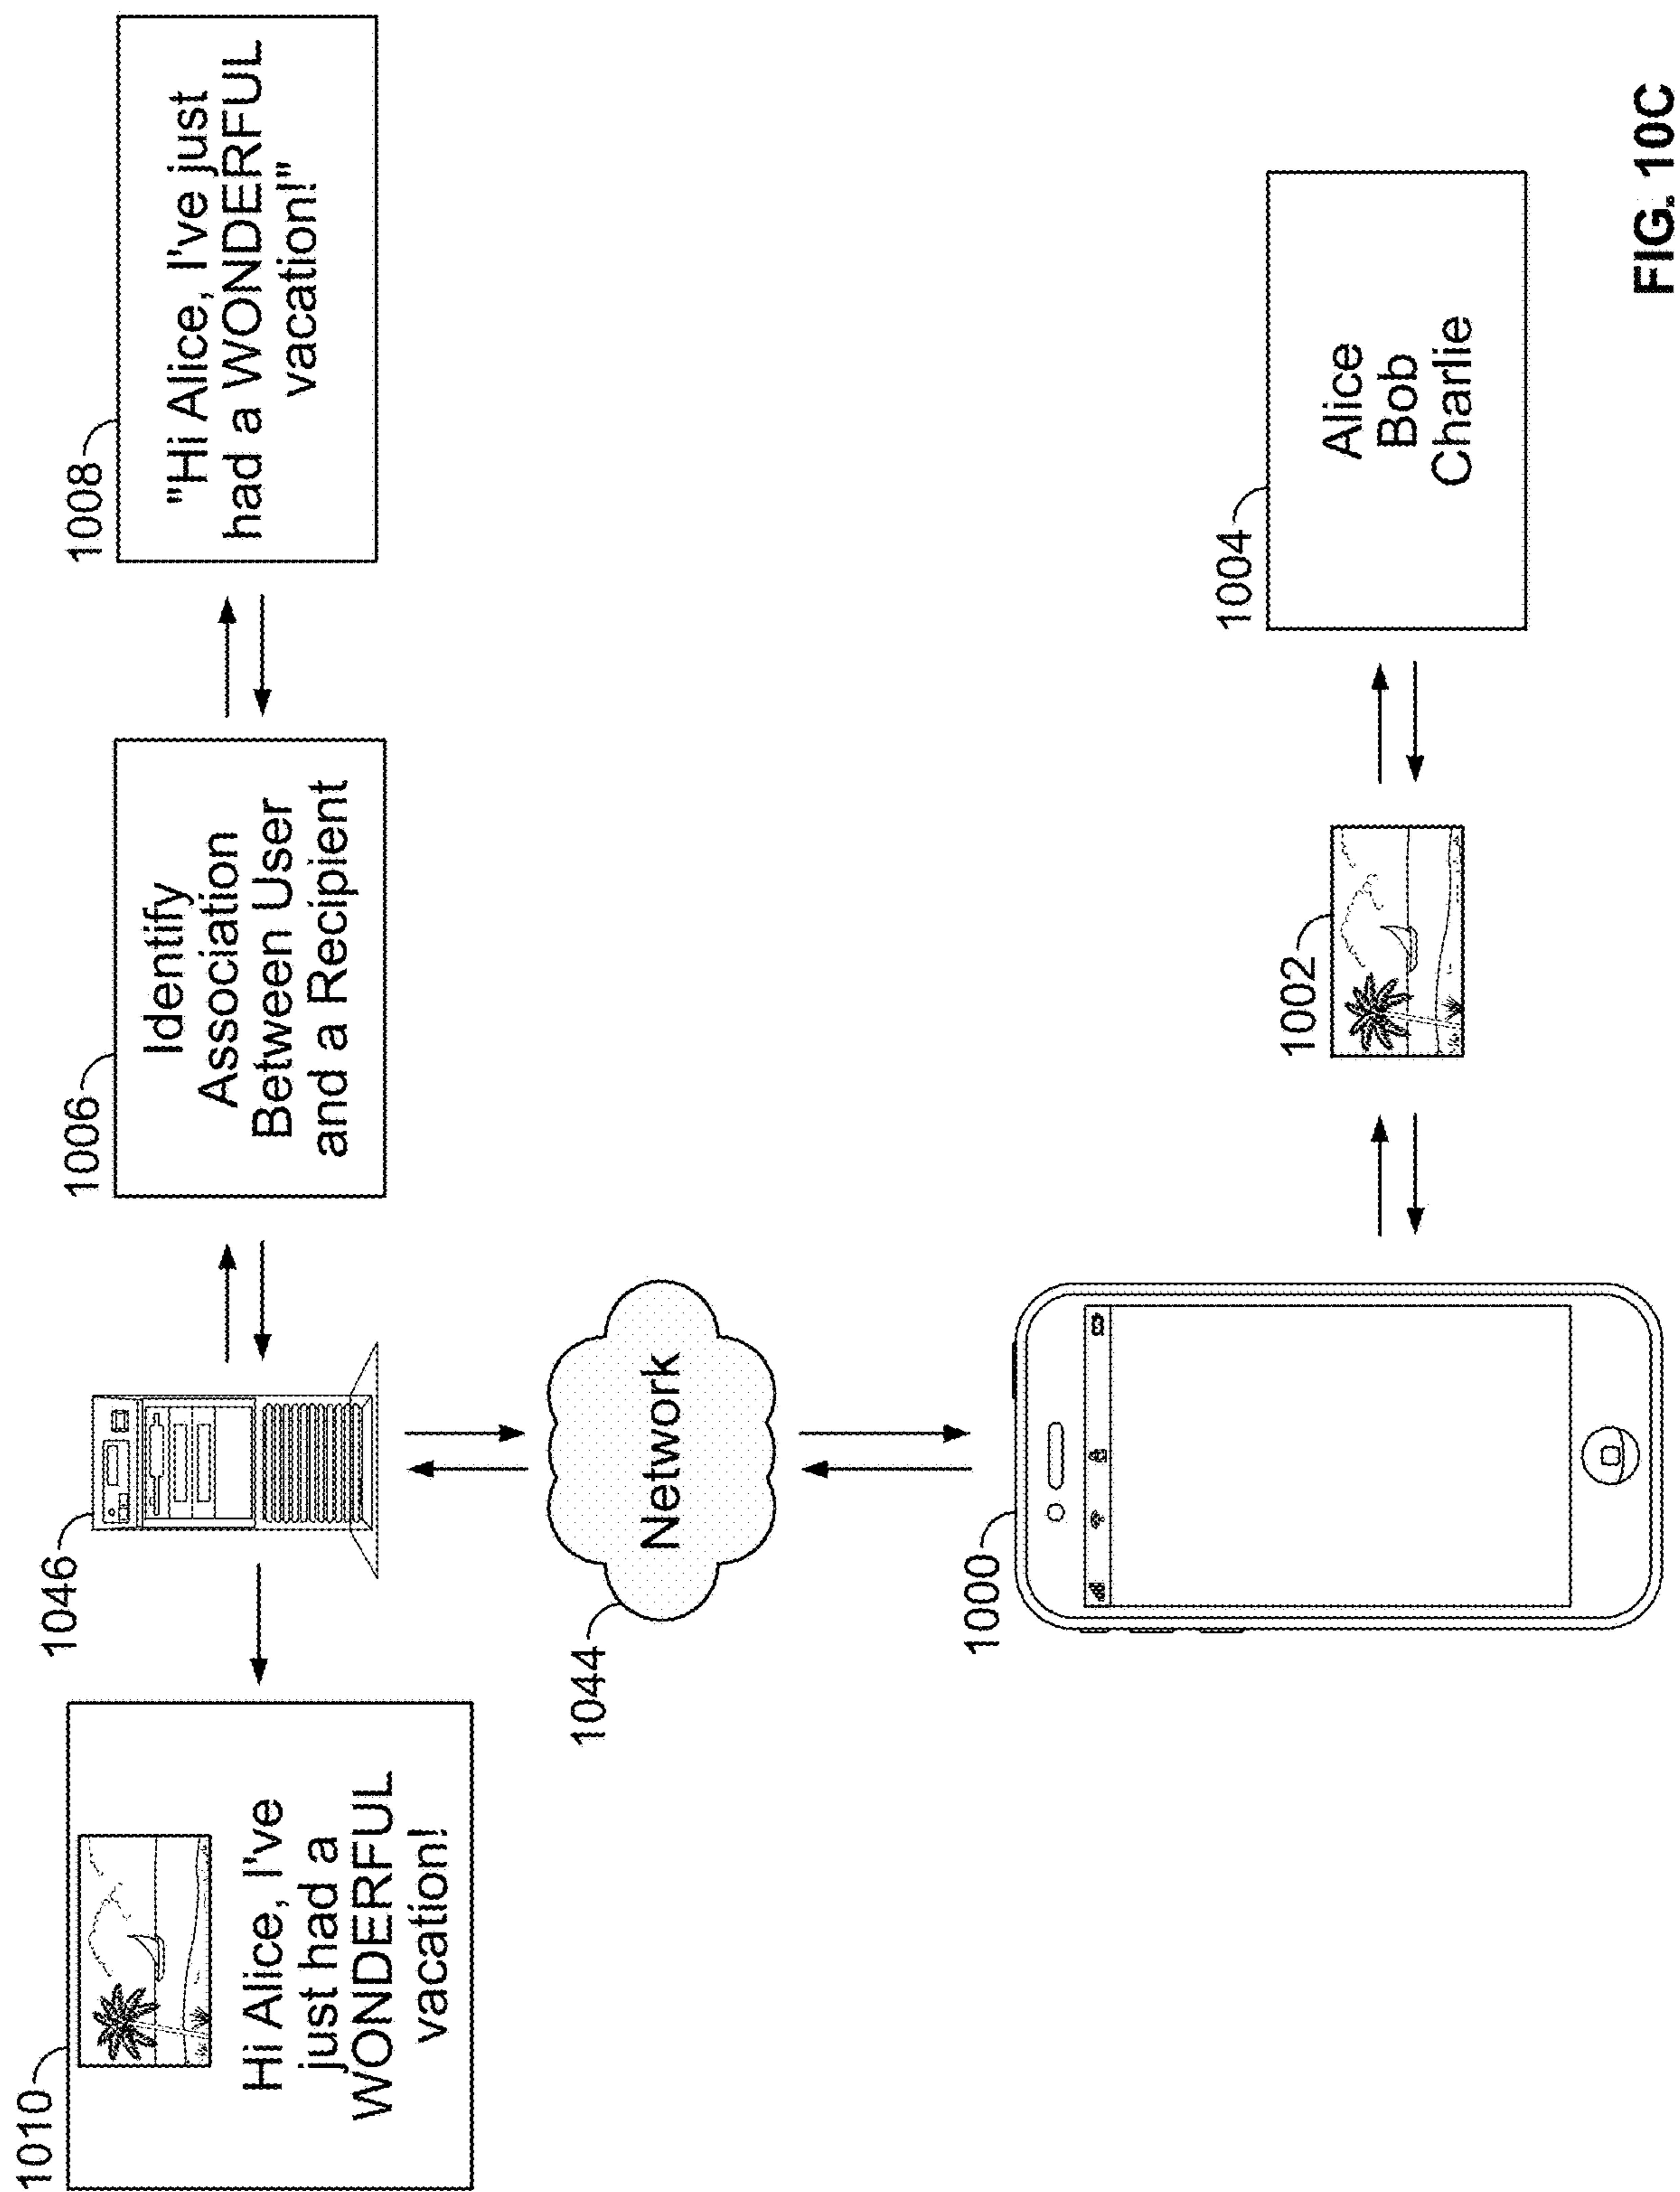 1010
Hi Alice, I've
just had a
WONDERFUL
vacation!
1046
1006
Identify
Association
Between User
and a Recipient
1008
"Hi Alice, I've just
had a WONDERFUL
vacation!"
1044
Network
1000
1002
1004
Alice
Bob
Charlie
FIG. 10C